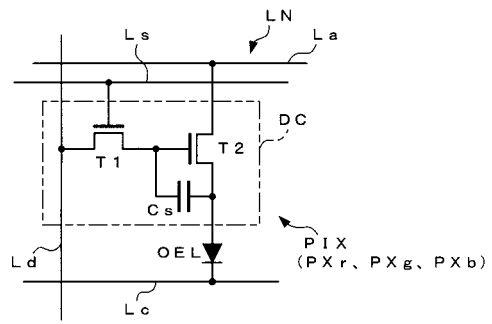 LN
Ls
La
DC
T1
T2
Cs
OEL
PIX
(PXr、PXg、PXb)
Ld
Lc